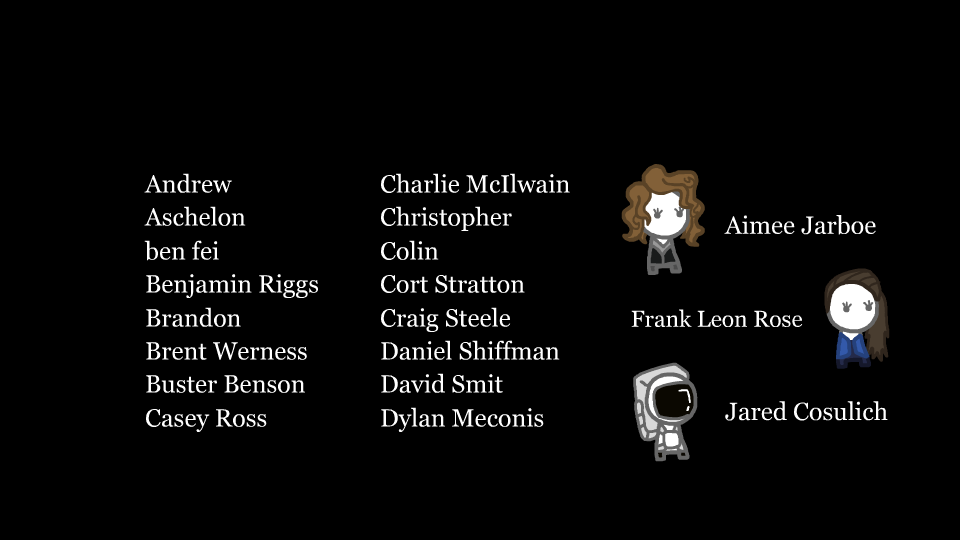 Andrew
Aschelon
ben fei
Benjamin Riggs
Brandon
Brent Werness
Buster Benson
Casey Ross
Charlie McIlwain
Christopher
Colin
Cort Stratton
Craig Steele
Daniel Shiffman
David Smit
Dylan Meconis
Aimee Jarboe
Frank Leon Rose
Jared Cosulich